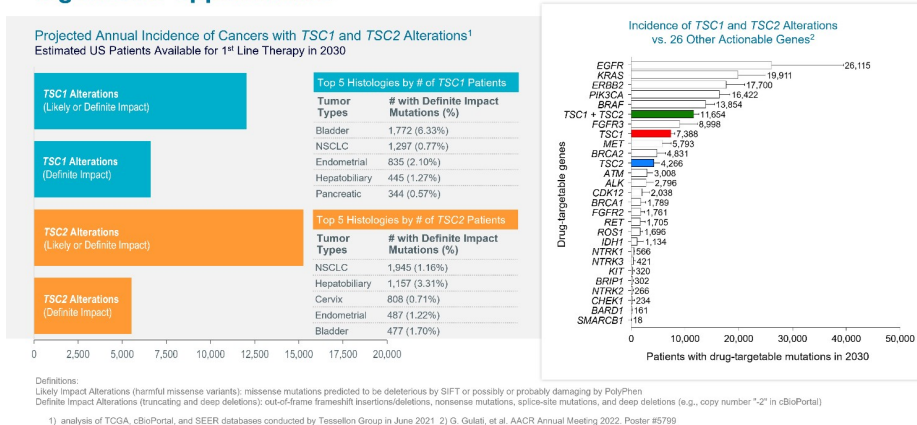 Projected Annual Incidence of Cancers with TSC1 and TSC2 Alterations1
Estimated US Patients Available for 1st Line Therapy in 2030
TSC1 Alterations
(Likely or Definite Impact)
TSC1 Alterations
(Definite Impact)
TSC2 Alterations
(Likely or Definite Impact)
TSC2 Alterations
(Definite Impact)
0 2,500 5,000 7,500 10,000 12,500 15,000 17,500 20,000
Top 5 Histologies by # of TSC1 Patients
Tumor Types # with Definite Impact Mutations (%)
Bladder 1,772 (6.33%)
NSCLC 1,297 (0.77%)
Endometrial 835 (2.10%)
Hepatobiliary 445 (1.27%)
Pancreatic 344 (0.57%)
Top 5 Histologies by # of TSC2 Patients
Tumor Types # with Definite Impact Mutations (%)
NSCLC 1,945 (1.16%)
Hepatobiliary 1,157 (3.31%)
Cervix 808 (0.71%)
Endometrial 487 (1.22%)
Bladder 477 (1.70%)
Incidence of TSC1 and TSC2 Alterations
vs. 26 Other Actionable Genes2
Drug-targetable genes
EGFR 26,115
KRAS 19,911
ERBB2 17,700
PIK3CA 16,422
BRAF 13,854
TSC1 + TSC2 11,654
FGFR3 8,998
TSC1 7,388
MET 5,793
BRCA2 4,831
TSC2 4,266
ATM 3,008
ALK 2,796
CDK12 2,038
BRCA1 1,789
FGFR2 1,761
RET 1,705
ROS1 1,696
IDH1 1,134
NTRK1 566
NTRK3 421
KIT 320
BRIP1 302
NTRK2 266
CHEK1 234
BARD1 161
SMARCB1 18
0 10,000 20,000 30,000 40,000 50,000
Patients with drug-targetable mutations in 2030
Definitions:
Likely Impact Alterations (harmful missense variants): missense mutations predicted to be deleterious by SIFT or possibly or probably damaging by PolyPhen
Definite Impact Alterations (truncating and deep deletions): out-of-frame frameshift insertions/deletions, nonsense mutations, splice-site mutations, and deep deletions (e.g., copy number "-2" in cBioPortal)
1) analysis of TCGA, cBioPortal, and SEER databases conducted by Tessellon Group in June 2021 2) G. Gulati, et al. AACR Annual Meeting 2022. Poster #5799